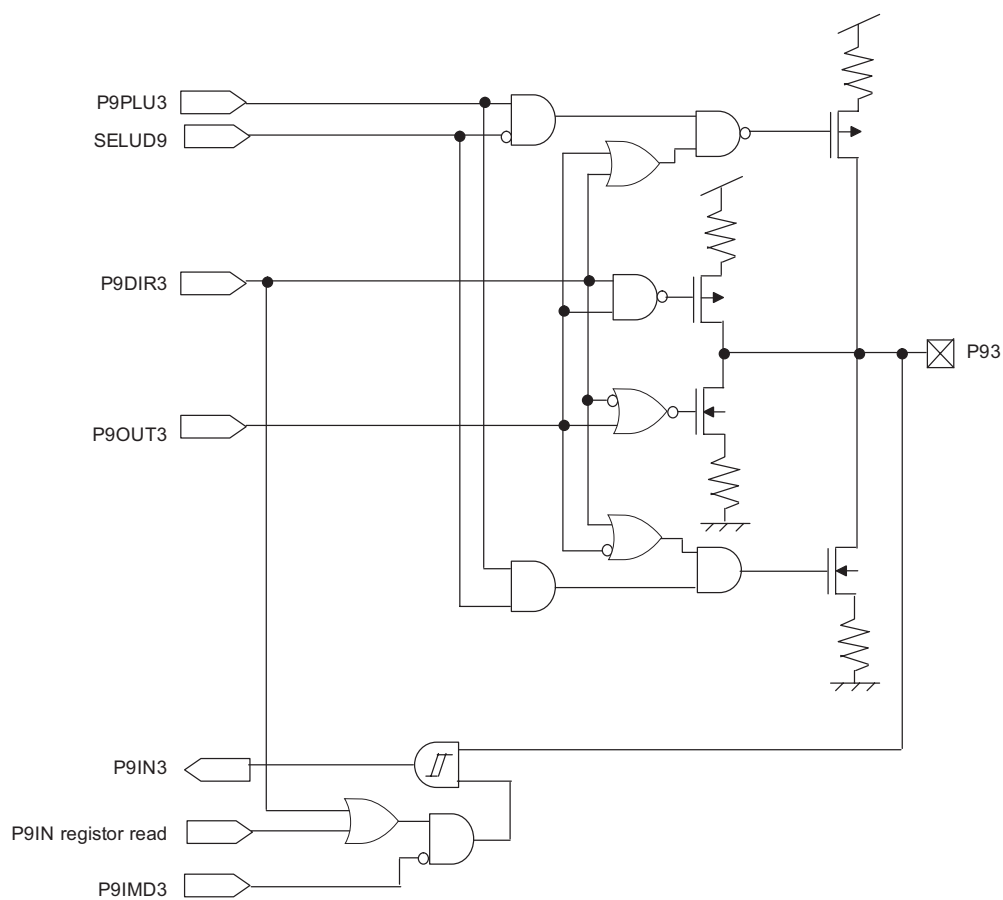 P9PLU3
SELUD9
P9DIR3
P93
P9OUT3
P9IN3
P9IN registor read
P9IMD3